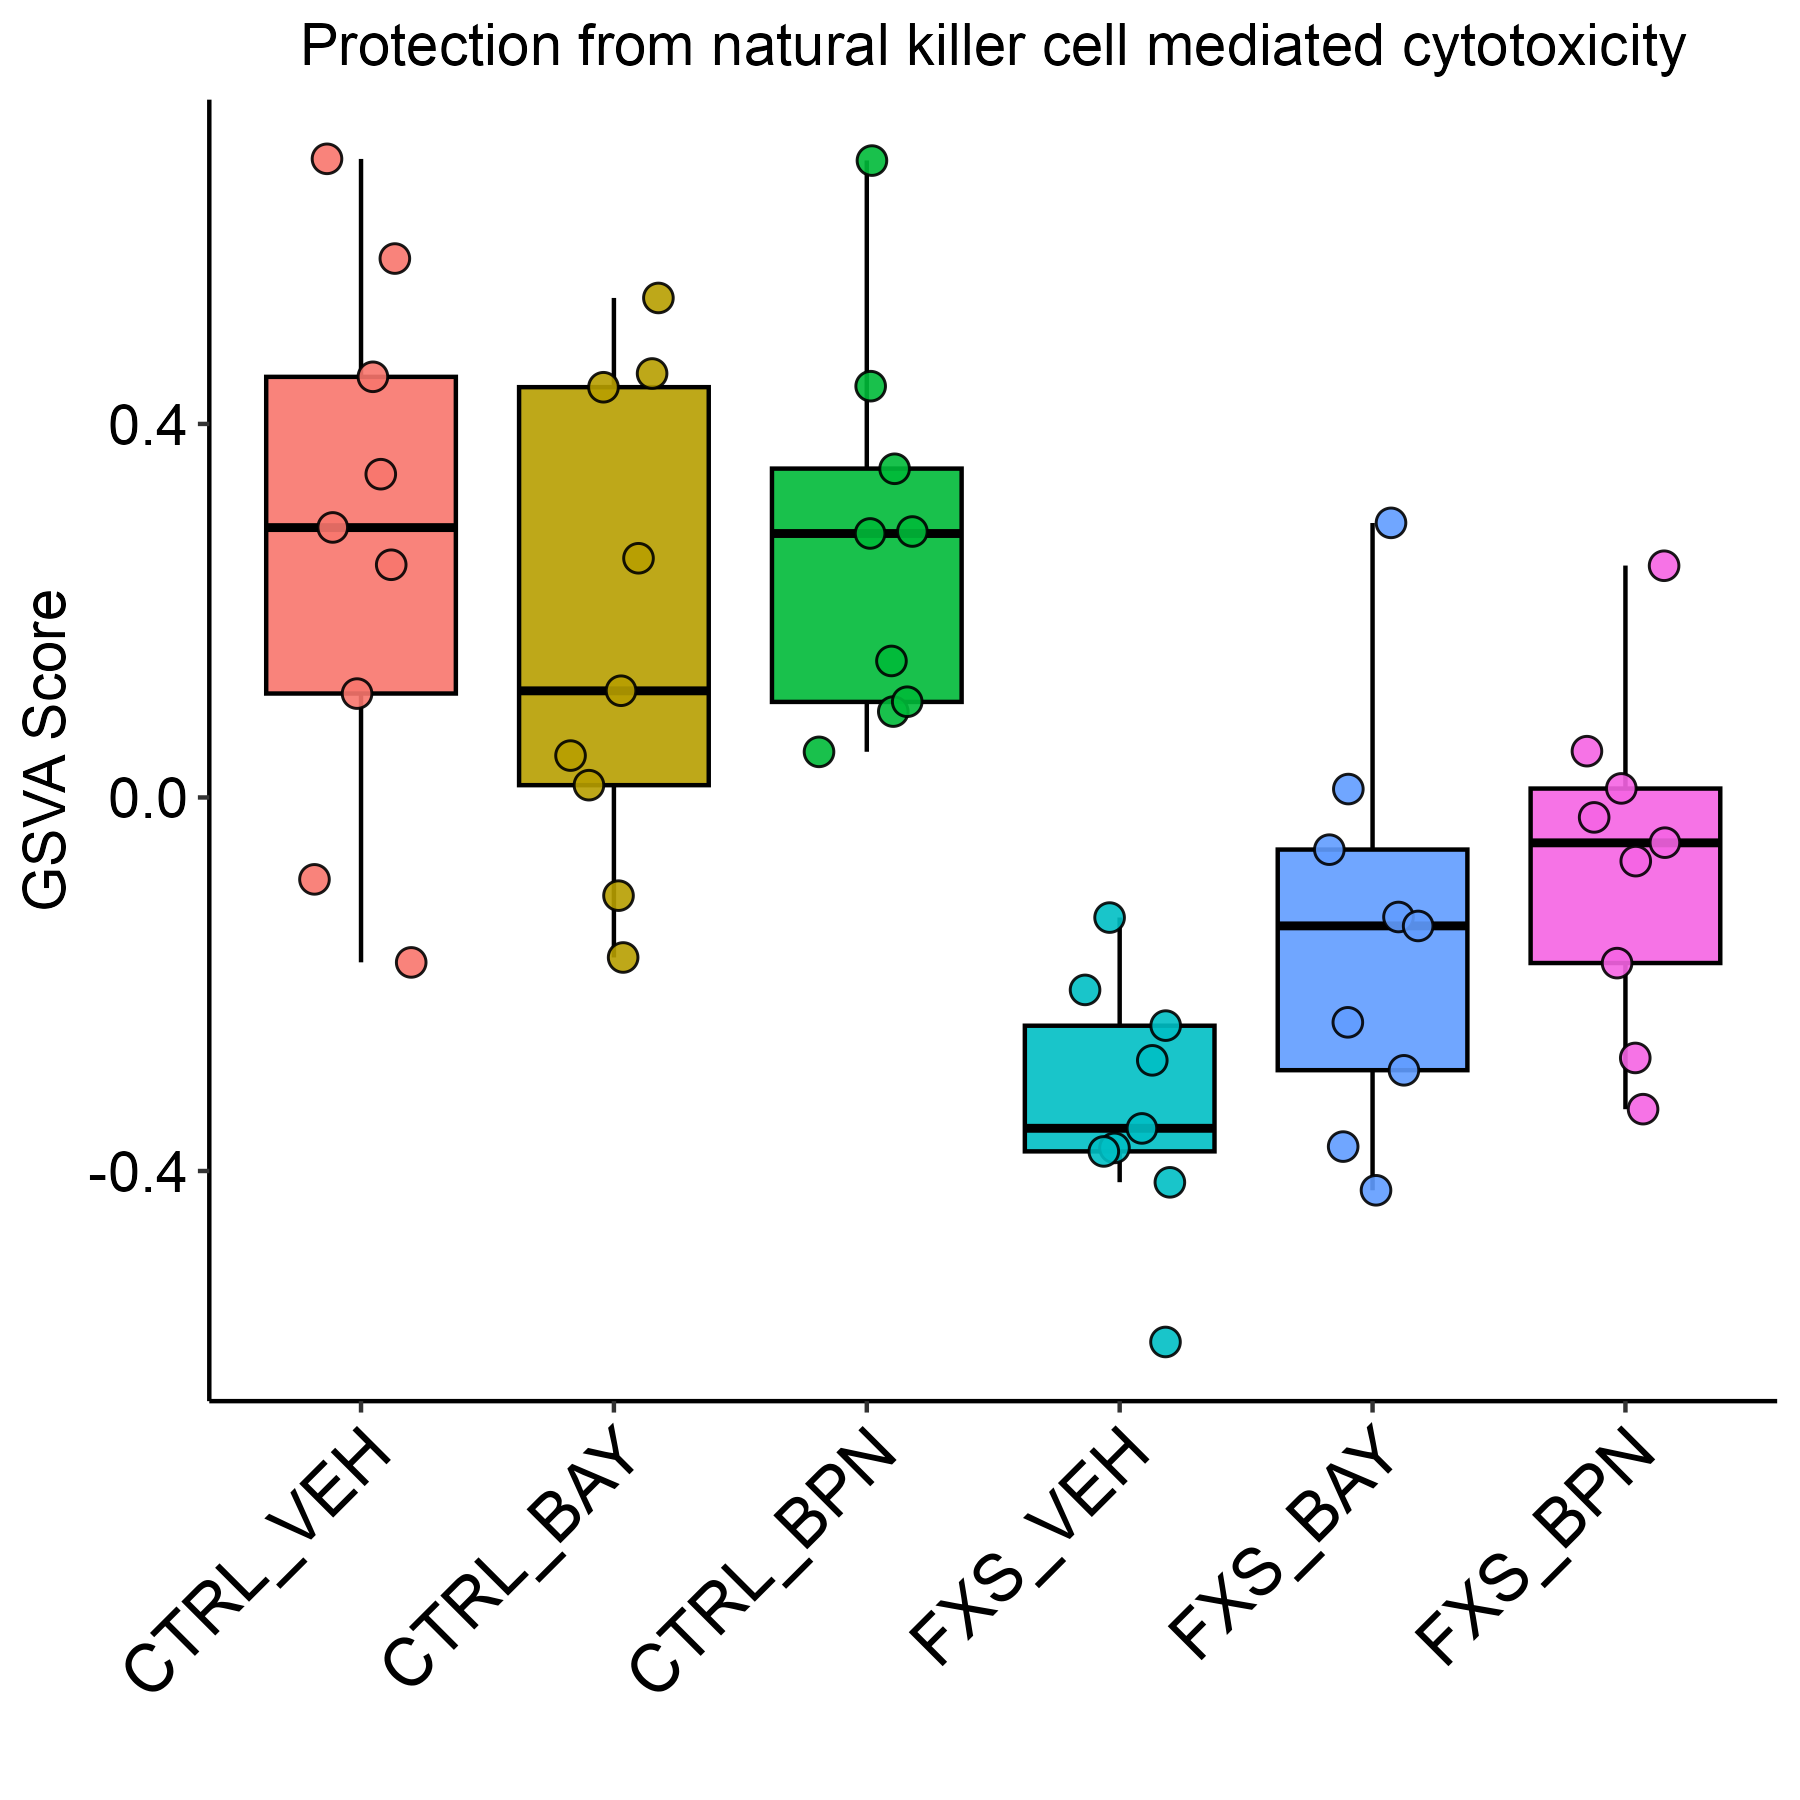 Protection from natural killer cell mediated cytotoxicity
GSVA Score
0.4
0.0
-0.4
CTRL_VEH
CTRL_BAY
CTRL_BPN
FXS_VEH
FXS_BAY
FXS_BPN